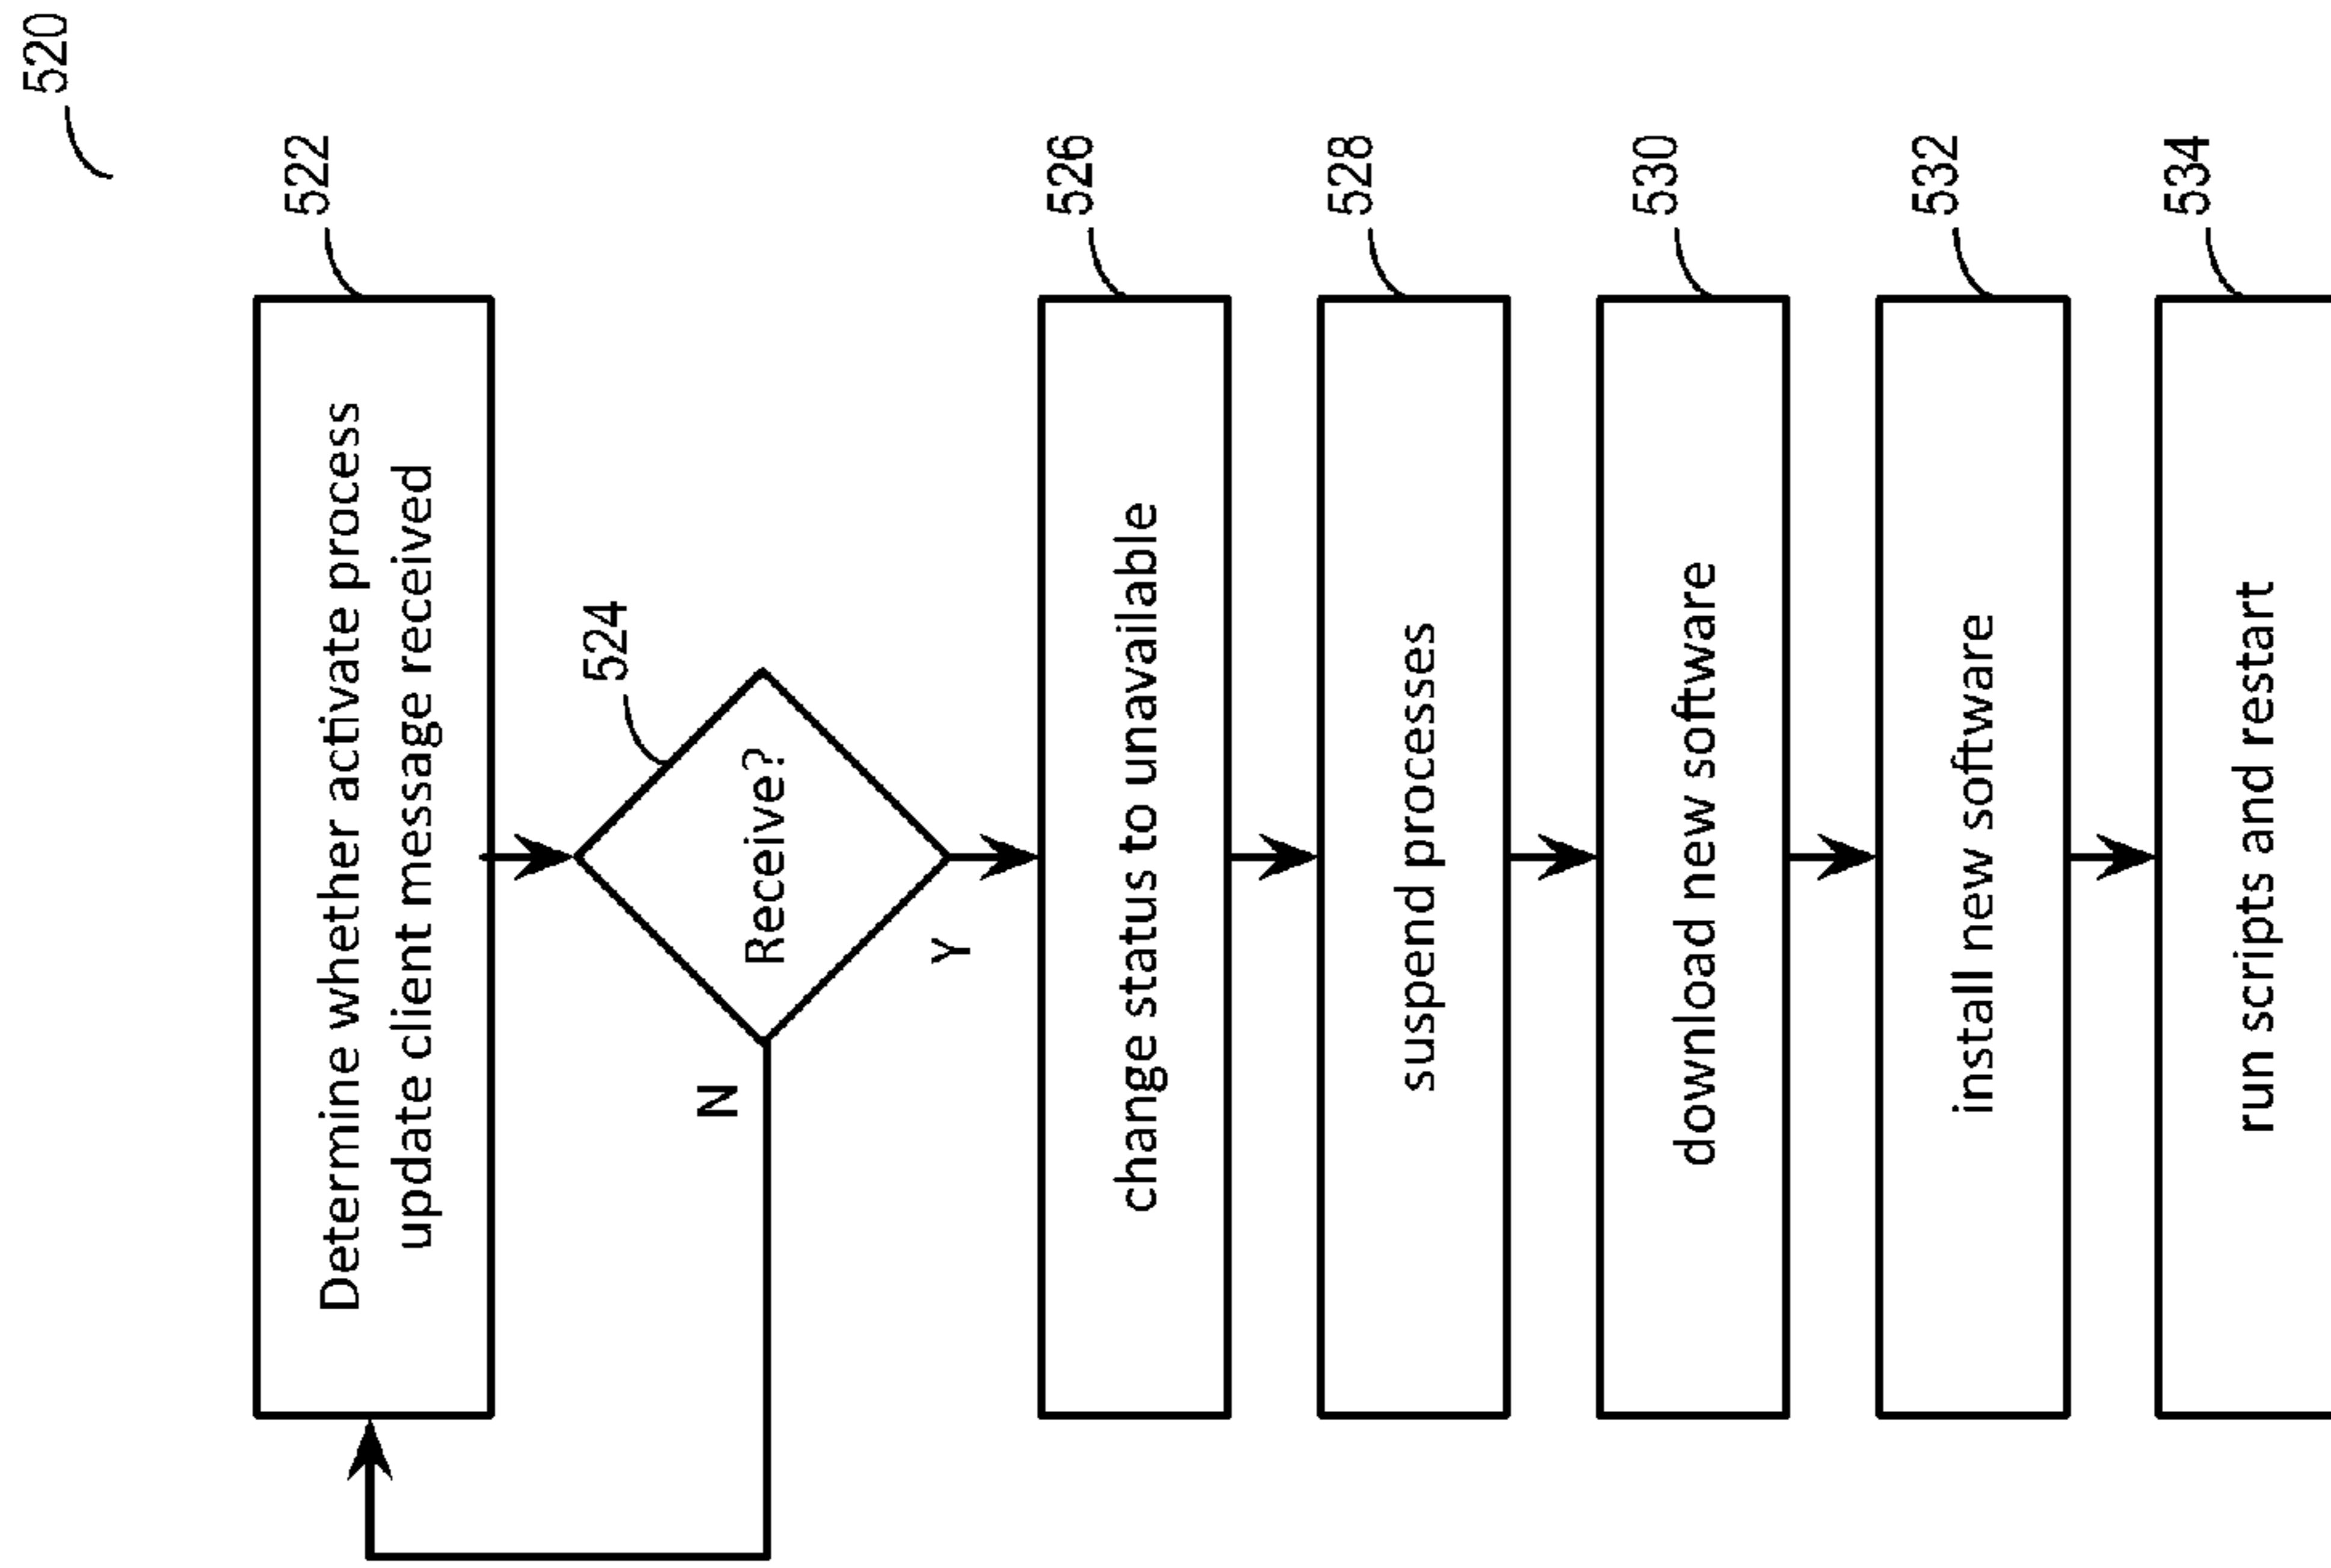 520
522
Determine whether activate process
update client message received
524
Receive?
N
Y
526
change status to unavailable
528
suspend processes
530
download new software
532
install new software
534
run scripts and restart